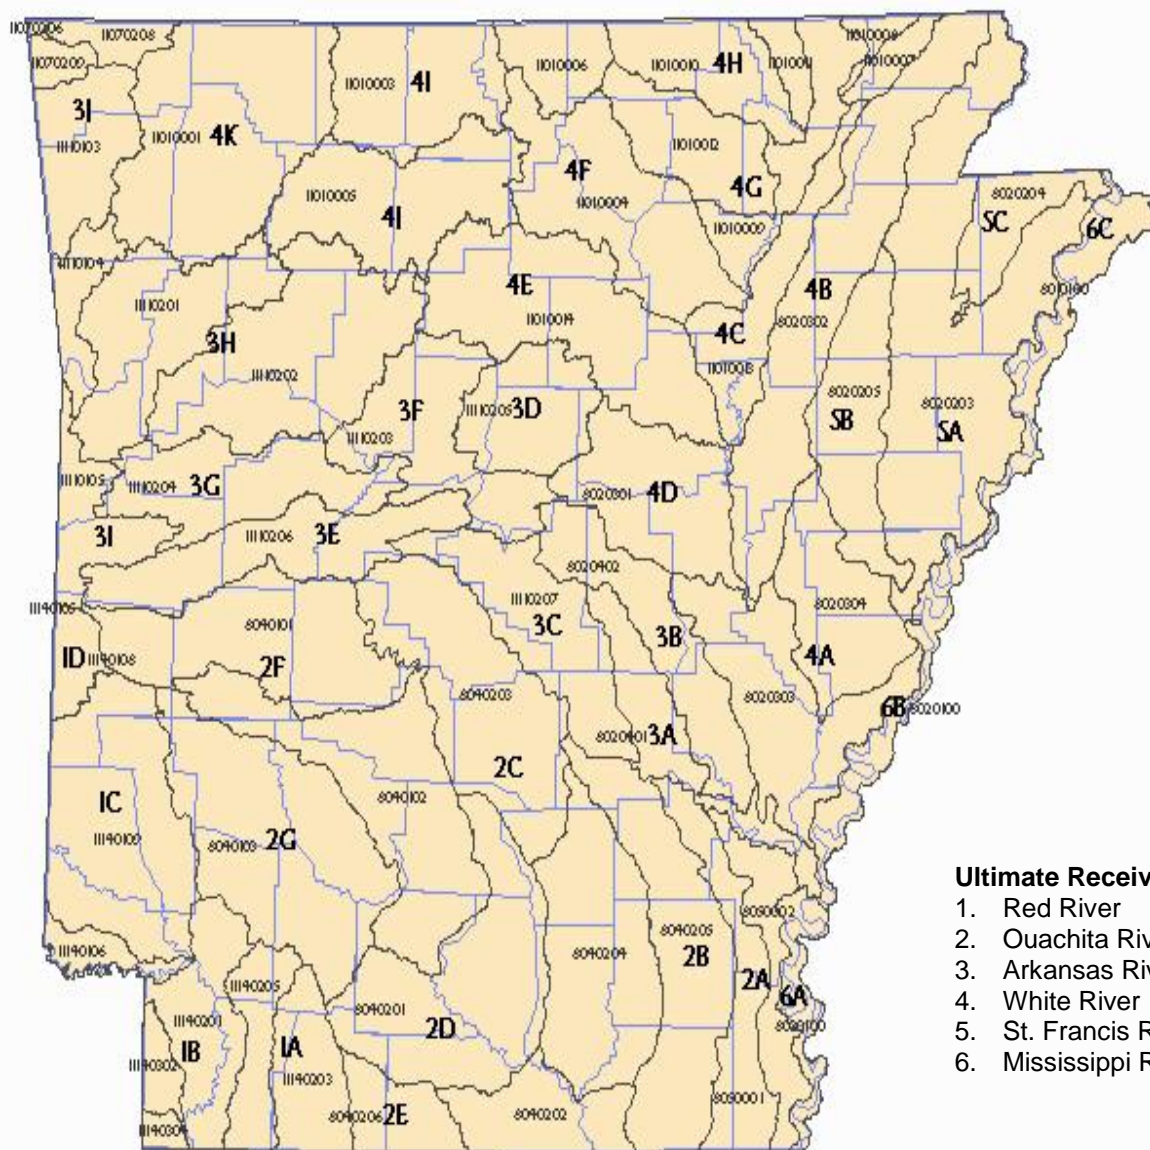 11070206
11070208
11010003
4I
11010006
11010010
4H
11010011
11010008
11010007
11070209
3J
11110103
11010001
4K
11010005
4I
4F
11010004
11010012
4G
11010009
8020204
5C
6C
8010100
11110104
11110201
3H
11110202
4E
11010014
4C
11010013
4B
8020302
8020205
5B
8020203
5A
3F
11110203
11110205
3D
11110105
11110204
3G
8020301
4D
3I
11110206
3E
8020402
11110207
3C
3B
8020304
4A
11140105
1D
11140108
8040101
2F
8040203
8020303
6B
8020100
8020401
3A
2C
1C
11140109
8040103
2G
8040102
Ultimate Receiv
1. Red River
2. Ouachita Riv
3. Arkansas Riv
4. White River
5. St. Francis R
6. Mississippi R
8050002
8040205
2B
2A
6A
8030100
8040204
11140106
11140205
11140201
1B
1A
11140203
8040201
2D
11140302
11140304
8040206
2E
8040202
8050001